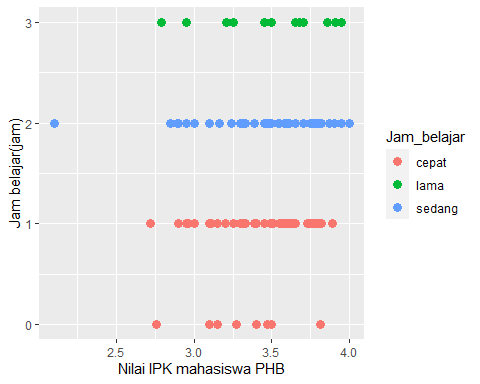 3
2
1
0
Jam belajar(jam)
2.5 3.0 3.5 4.0
Nilai IPK mahasiswa PHB
Jam_belajar
cepat
lama
sedang